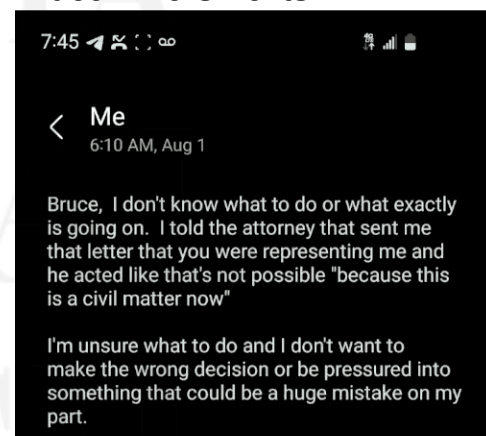 7:45
Me
6:10 AM, Aug 1
Bruce, I don't know what to do or what exactly
is going on. I told the attorney that sent me
that letter that you were representing me and
he acted like that's not possible "because this
is a civil matter now"
I'm unsure what to do and I don't want to
make the wrong decision or be pressured into
something that could be a huge mistake on my
part.